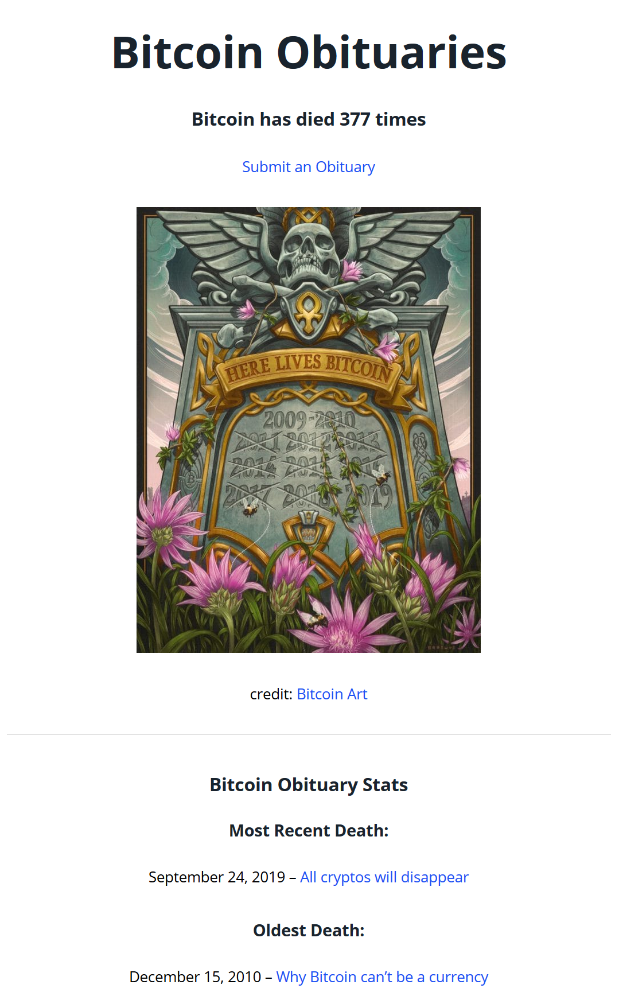 Bitcoin Obituaries
Bitcoin has died 377 times
Submit an Obituary
HERE LIVES BITCOIN
2009-2010
2011 2012 2013
2014 2015 2016
2017 2018 2019
credit: Bitcoin Art
Bitcoin Obituary Stats
Most Recent Death:
September 24, 2019 – All cryptos will disappear
Oldest Death:
December 15, 2010 – Why Bitcoin can’t be a currency